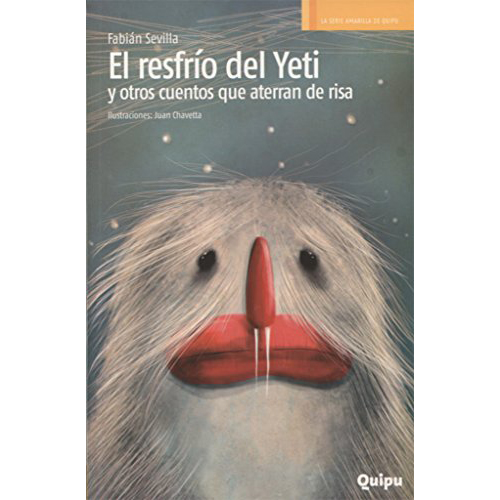 LA SERIE AMARILLA DE QUIPU
Fabián Sevilla
El resfrío del Yeti
y otros cuentos que aterran de risa
Ilustraciones: Juan Chavetta
Quipu